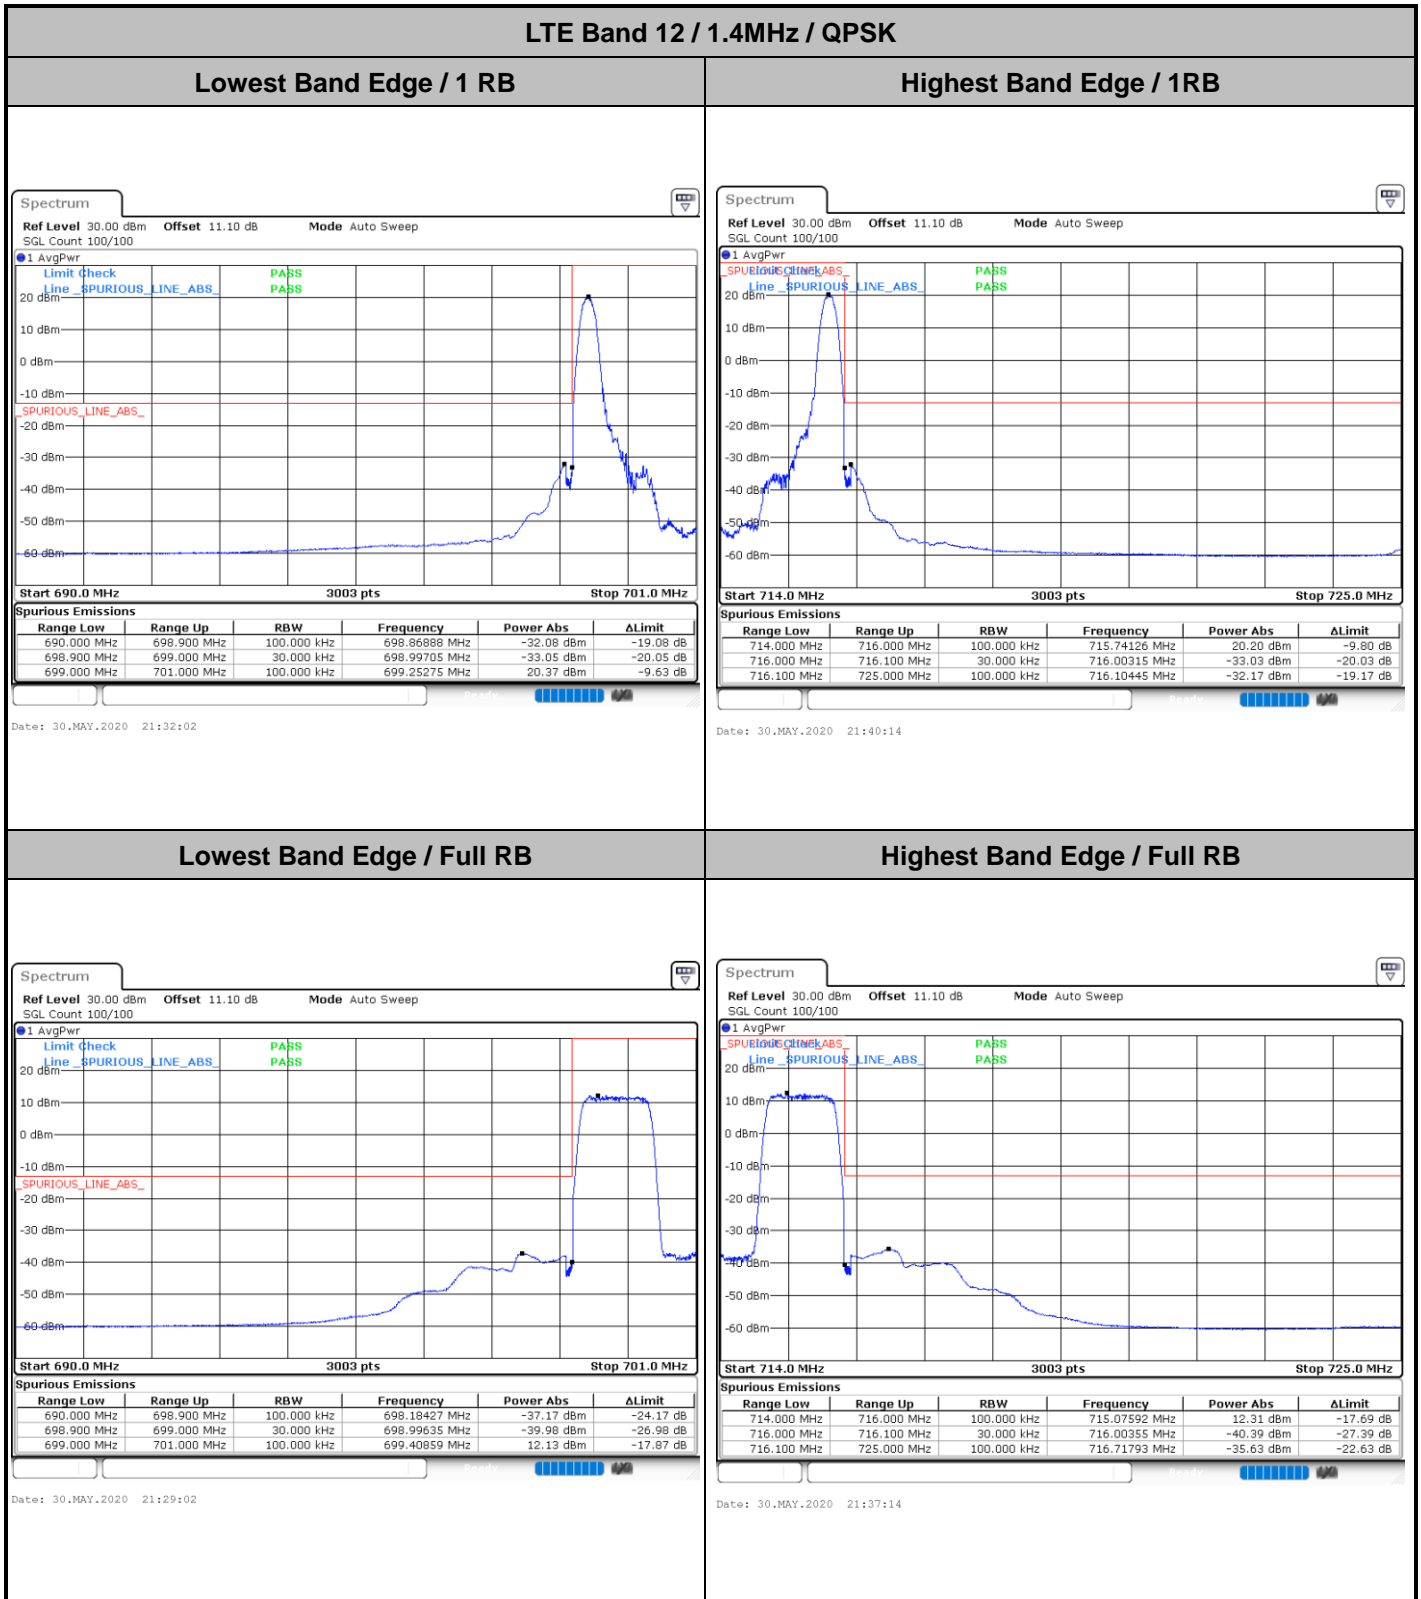 LTE Band 12 / 1.4MHz / QPSK
Lowest Band Edge / 1 RB
Highest Band Edge / 1RB
Spectrum
Ref Level 30.00 dBm Offset 11.10 dB Mode Auto Sweep
SGL Count 100/100
1 AvgPwr
Limit Check PASS
Line _SPURIOUS_LINE_ABS_ PASS
20 dBm
10 dBm
0 dBm
-10 dBm
_SPURIOUS_LINE_ABS_
-20 dBm
-30 dBm
-40 dBm
-50 dBm
-60 dBm
Start 690.0 MHz 3003 pts Stop 701.0 MHz
Spurious Emissions
Range Low Range Up RBW Frequency Power Abs ΔLimit
690.000 MHz 698.900 MHz 100.000 kHz 698.86888 MHz -32.08 dBm -19.08 dB
698.900 MHz 699.000 MHz 30.000 kHz 698.99705 MHz -33.05 dBm -20.05 dB
699.000 MHz 701.000 MHz 100.000 kHz 699.25275 MHz 20.37 dBm -9.63 dB
Ready
Date: 30.MAY.2020 21:32:02
Spectrum
Ref Level 30.00 dBm Offset 11.10 dB Mode Auto Sweep
SGL Count 100/100
1 AvgPwr
_SPURIOUS_LINE_ABS_
Limit Check PASS
Line _SPURIOUS_LINE_ABS_ PASS
20 dBm
10 dBm
0 dBm
-10 dBm
-20 dBm
-30 dBm
-40 dBm
-50 dBm
-60 dBm
Start 714.0 MHz 3003 pts Stop 725.0 MHz
Spurious Emissions
Range Low Range Up RBW Frequency Power Abs ΔLimit
714.000 MHz 716.000 MHz 100.000 kHz 715.74126 MHz 20.20 dBm -9.80 dB
716.000 MHz 716.100 MHz 30.000 kHz 716.00315 MHz -33.03 dBm -20.03 dB
716.100 MHz 725.000 MHz 100.000 kHz 716.10445 MHz -32.17 dBm -19.17 dB
Ready
Date: 30.MAY.2020 21:40:14
Lowest Band Edge / Full RB
Highest Band Edge / Full RB
Spectrum
Ref Level 30.00 dBm Offset 11.10 dB Mode Auto Sweep
SGL Count 100/100
1 AvgPwr
Limit Check PASS
Line _SPURIOUS_LINE_ABS_ PASS
20 dBm
10 dBm
0 dBm
-10 dBm
_SPURIOUS_LINE_ABS_
-20 dBm
-30 dBm
-40 dBm
-50 dBm
-60 dBm
Start 690.0 MHz 3003 pts Stop 701.0 MHz
Spurious Emissions
Range Low Range Up RBW Frequency Power Abs ΔLimit
690.000 MHz 698.900 MHz 100.000 kHz 698.18427 MHz -37.17 dBm -24.17 dB
698.900 MHz 699.000 MHz 30.000 kHz 698.99635 MHz -39.98 dBm -26.98 dB
699.000 MHz 701.000 MHz 100.000 kHz 699.40859 MHz 12.13 dBm -17.87 dB
Ready
Date: 30.MAY.2020 21:29:02
Spectrum
Ref Level 30.00 dBm Offset 11.10 dB Mode Auto Sweep
SGL Count 100/100
1 AvgPwr
_SPURIOUS_LINE_ABS_
Limit Check PASS
Line _SPURIOUS_LINE_ABS_ PASS
20 dBm
10 dBm
0 dBm
-10 dBm
-20 dBm
-30 dBm
-40 dBm
-50 dBm
-60 dBm
Start 714.0 MHz 3003 pts Stop 725.0 MHz
Spurious Emissions
Range Low Range Up RBW Frequency Power Abs ΔLimit
714.000 MHz 716.000 MHz 100.000 kHz 715.07592 MHz 12.31 dBm -17.69 dB
716.000 MHz 716.100 MHz 30.000 kHz 716.00355 MHz -40.39 dBm -27.39 dB
716.100 MHz 725.000 MHz 100.000 kHz 716.71793 MHz -35.63 dBm -22.63 dB
Ready
Date: 30.MAY.2020 21:37:14